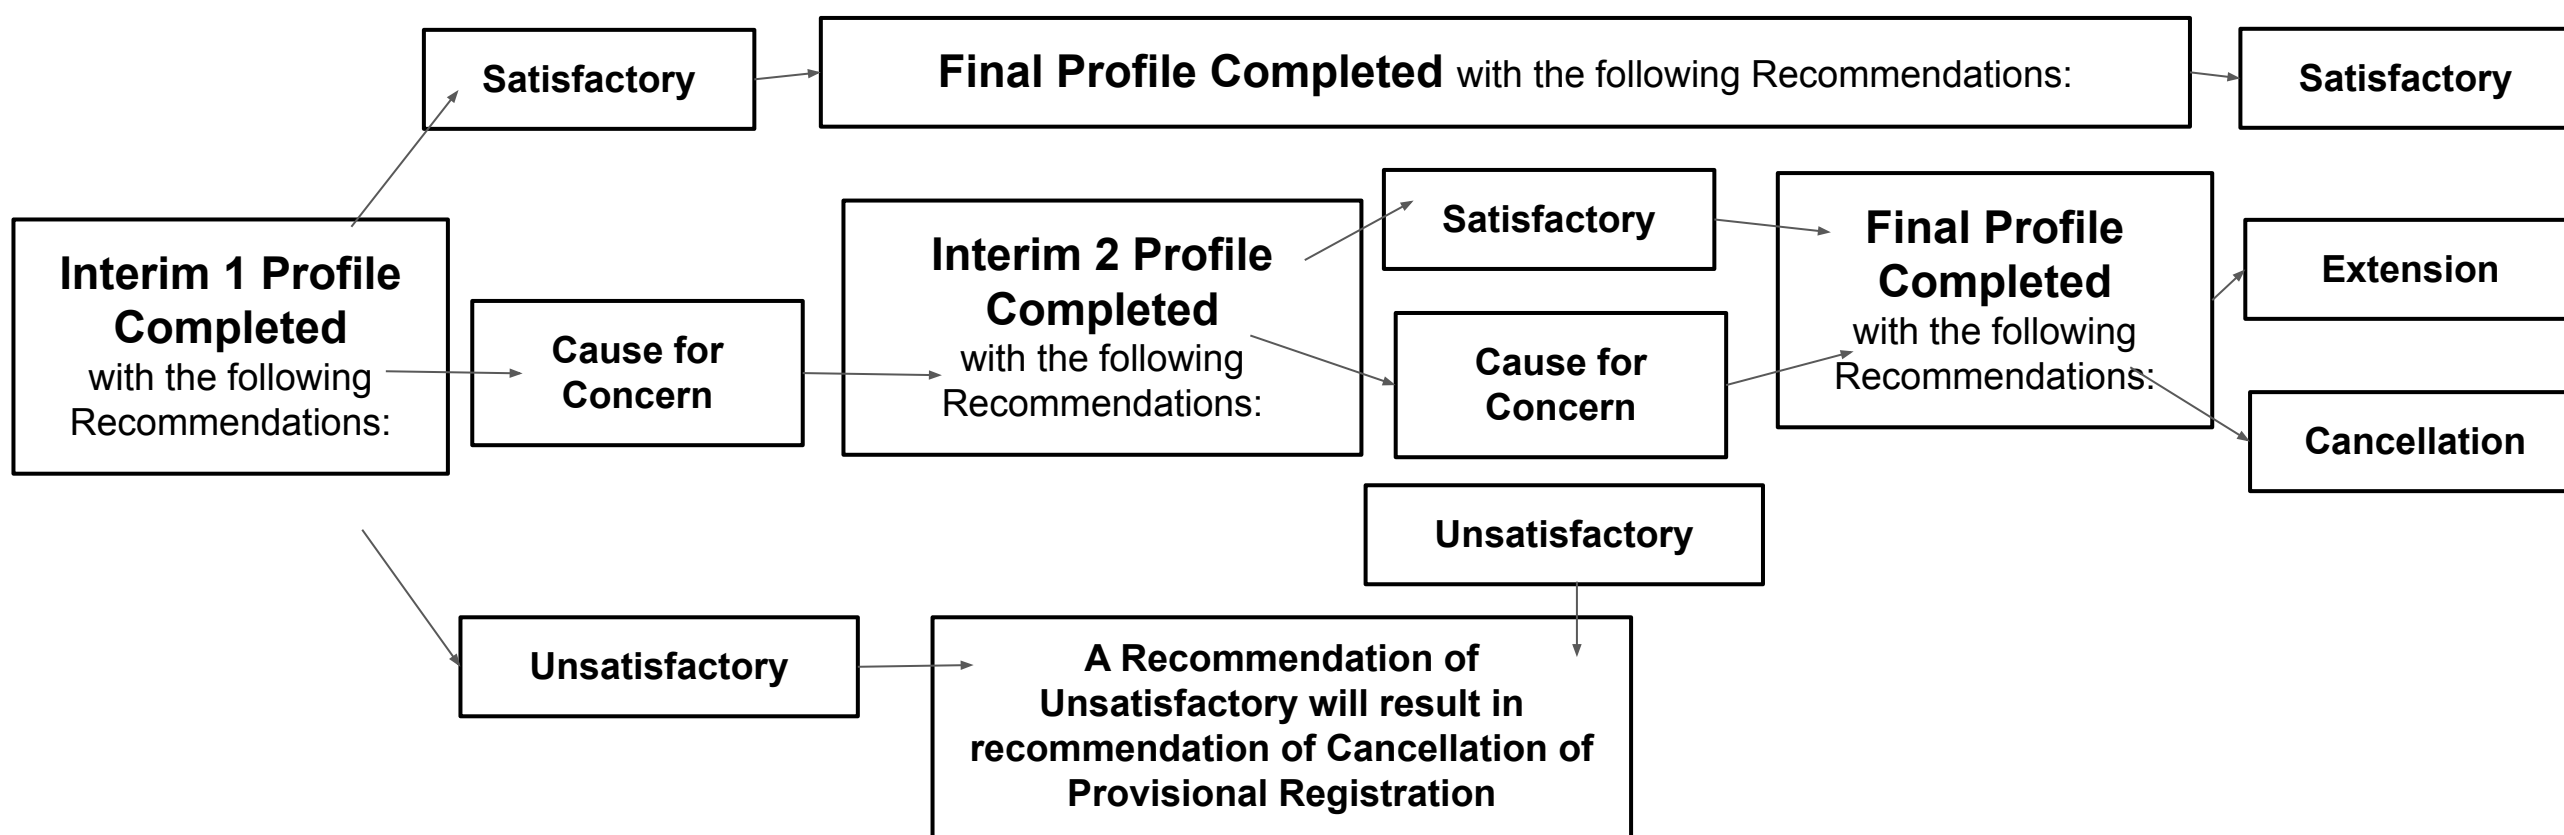 Satisfactory
Final Profile Completed with the following Recommendations:
Satisfactory
Interim 1 Profile
Completed
with the following
Recommendations:
Cause for
Concern
Interim 2 Profile
Completed
with the following
Recommendations:
Satisfactory
Cause for
Concern
Final Profile
Completed
with the following
Recommendations:
Extension
Cancellation
Unsatisfactory
Unsatisfactory
A Recommendation of
Unsatisfactory will result in
recommendation of Cancellation of
Provisional Registration